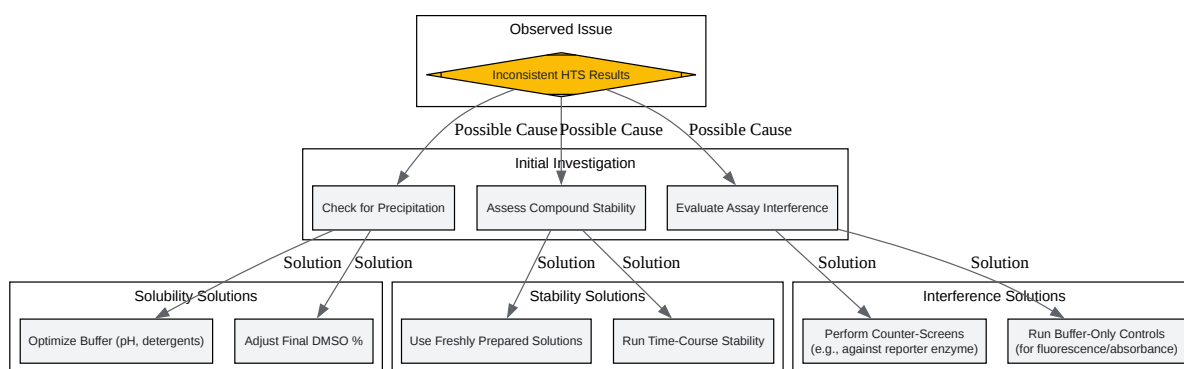 Observed Issue
Inconsistent HTS Results
Possible Cause
Possible Cause
Possible Cause
Initial Investigation
Check for Precipitation
Assess Compound Stability
Evaluate Assay Interference
Solution
Solution
Solution
Solution
Solution
Solution
Solubility Solutions
Optimize Buffer (pH, detergents)
Adjust Final DMSO %
Stability Solutions
Use Freshly Prepared Solutions
Run Time-Course Stability
Interference Solutions
Perform Counter-Screens
(e.g., against reporter enzyme)
Run Buffer-Only Controls
(for fluorescence/absorbance)